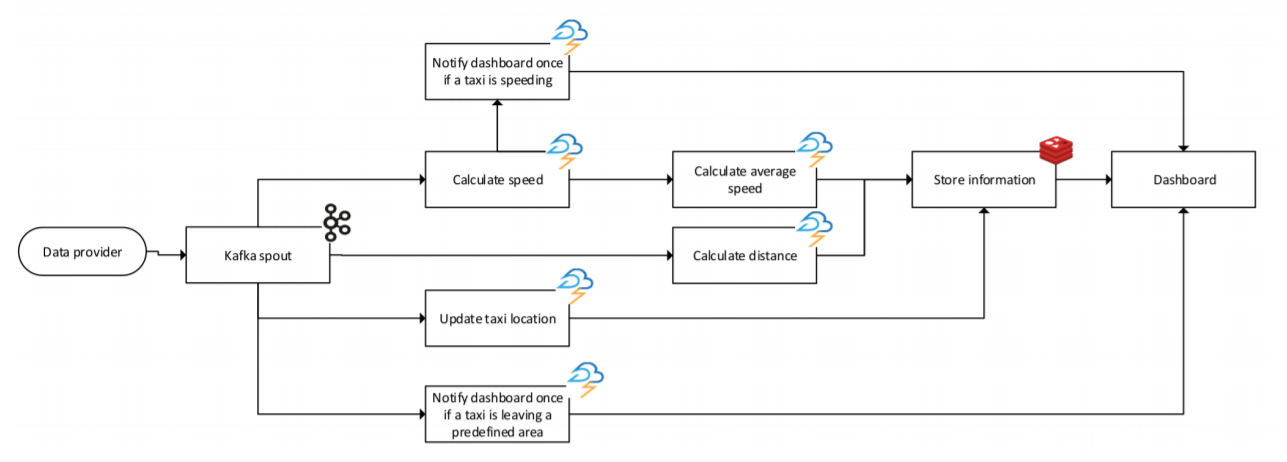 Notify dashboard once
if a taxi is speeding
Calculate speed
Calculate average
speed
Store information
Dashboard
Data provider
Kafka spout
Calculate distance
Update taxi location
Notify dashboard once
if a taxi is leaving a
predefined area